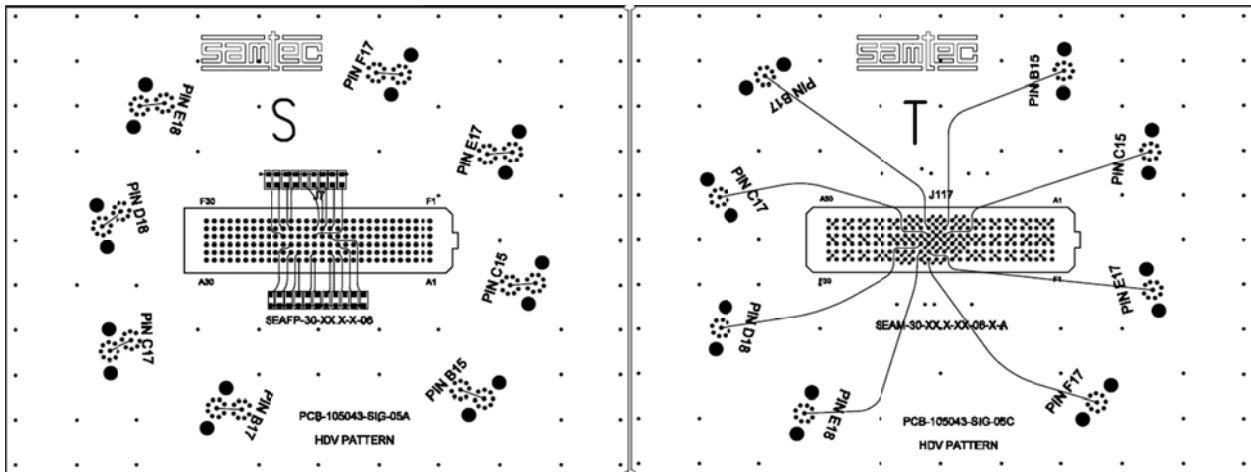 samtec
PIN F17
PIN E18
S
PIN E17
PIN D18
J7
F30
F1
A30
A1
PIN C15
SEAFP-30-XX.X-X-06
PIN C17
PIN B15
PIN B17
PCB-105043-SIG-05A
HDV PATTERN
samtec
PIN B17
PIN B15
T
PIN C15
PIN C17
J117
A30
A1
F30
F1
PIN E17
PIN D18
SEAM-30-XX.X-XX-06-X-A
PIN E18
PIN F17
PCB-105043-SIG-05C
HDV PATTERN